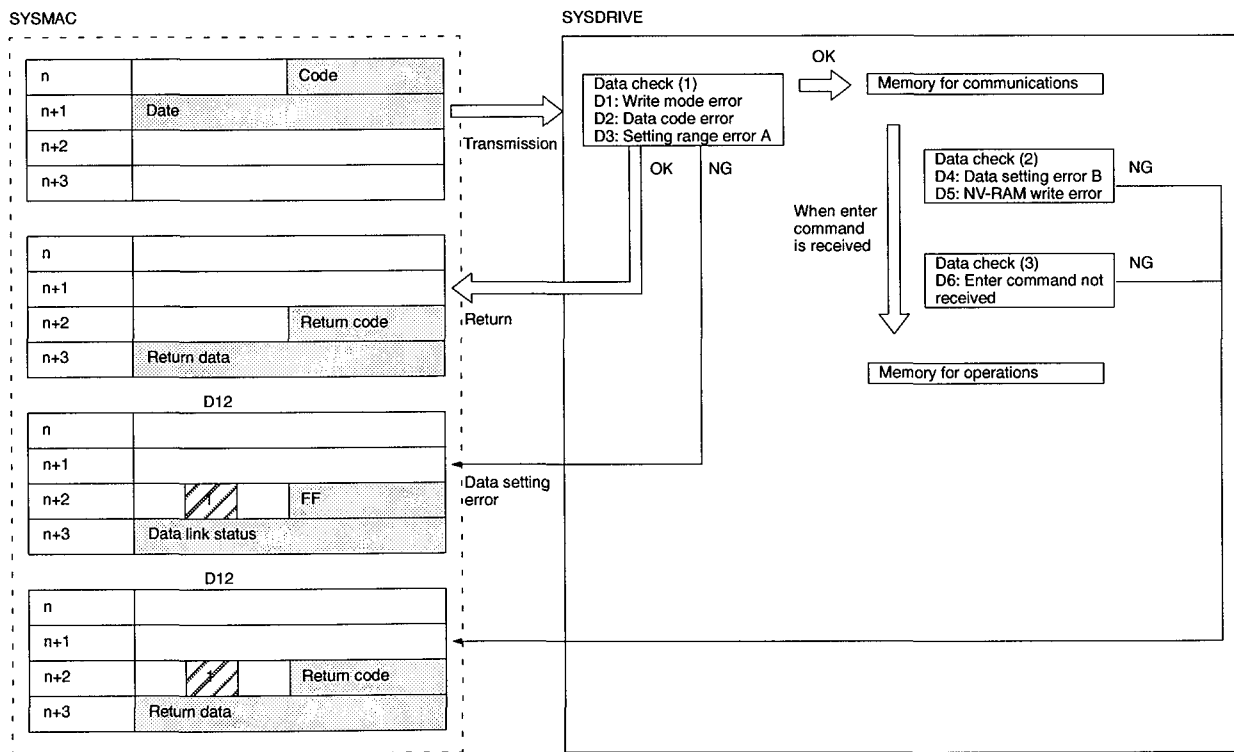 SYSMAC
n
Code
n+1
Date
n+2
n+3
n
n+1
n+2
Return code
n+3
Return data
D12
n
n+1
n+2
1
FF
n+3
Data link status
D12
n
n+1
n+2
1
Return code
n+3
Return data
Transmission
Return
Data setting
error
SYSDRIVE
Data check (1)
D1: Write mode error
D2: Data code error
D3: Setting range error A
OK
NG
OK
Memory for communications
When enter
command
is received
Data check (2)
D4: Data setting error B
D5: NV-RAM write error
NG
Data check (3)
D6: Enter command not
received
NG
Memory for operations